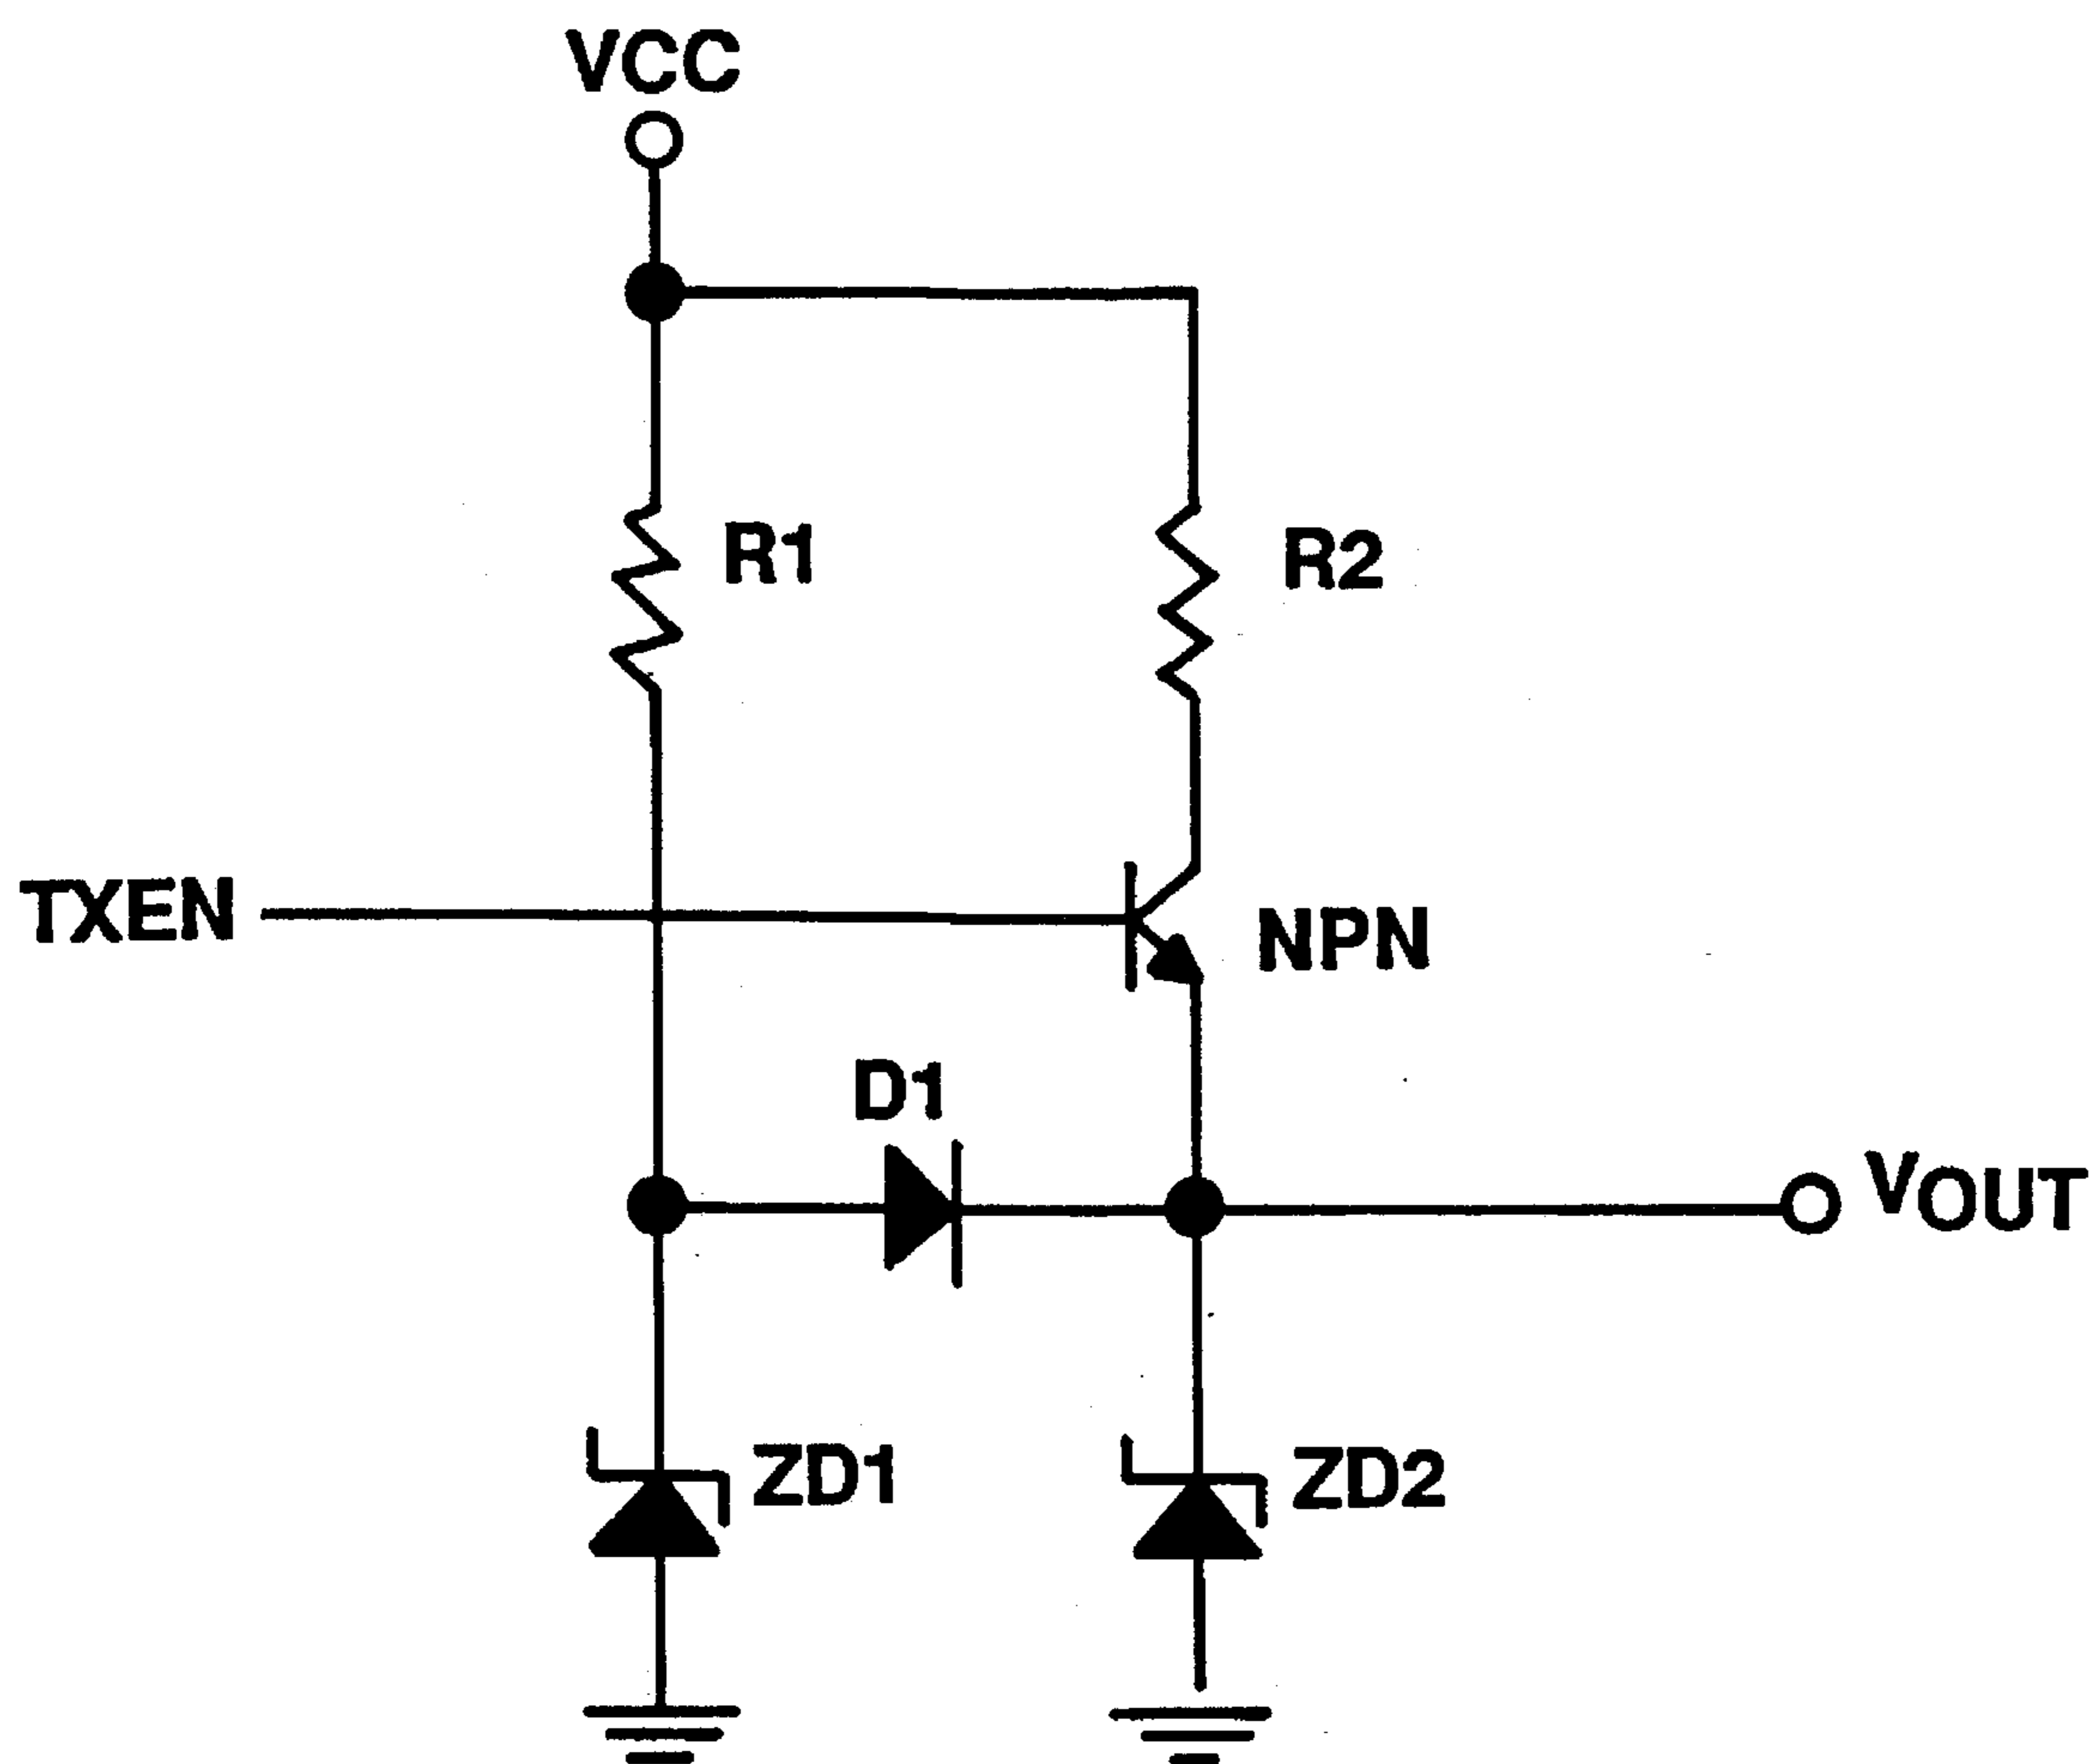 VCC
R1
R2
TXEN
NPN
D1
VOUT
ZD1
ZD2